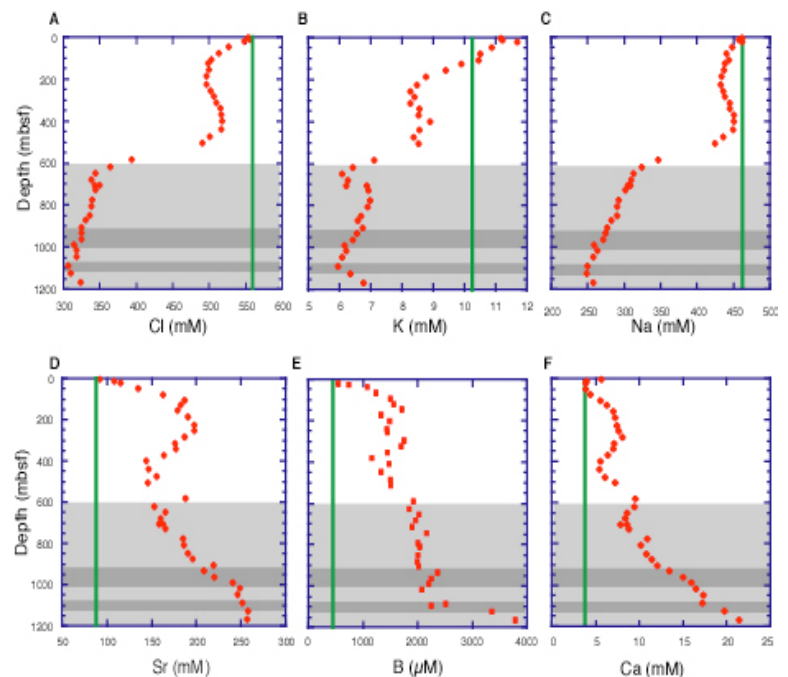 A B C
0 200 400 600 800 1000 1200
Depth (mbsf)
300 350 400 450 500 550 600
Cl (mM)
5 6 7 8 9 10 11 12
K (mM)
200 250 300 350 400 450 500
Na (mM)
D E F
0 200 400 600 800 1000 1200
Depth (mbsf)
50 100 150 200 250 300
Sr (mM)
0 1000 2000 3000 4000
B (µM)
0 5 10 15 20 25
Ca (mM)